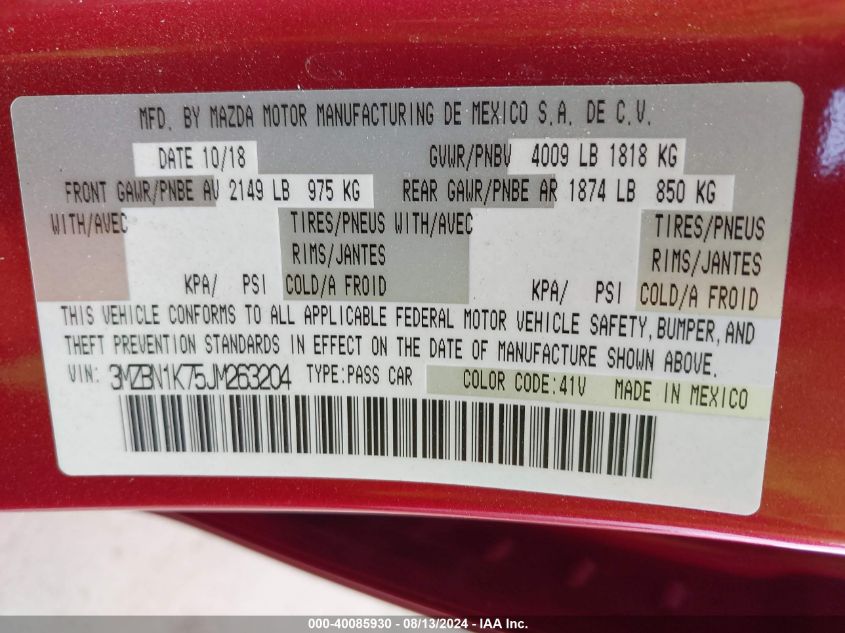 MFD. BY MAZDA MOTOR MANUFACTURING DE MEXICO S.A. DE C.V.
DATE 10/18 GVWR/PNBV 4009 LB 1818 KG
FRONT GAWR/PNBE AV 2149 LB 975 KG REAR GAWR/PNBE AR 1874 LB 850 KG
WITH/AVEC TIRES/PNEUS WITH/AVEC TIRES/PNEUS
RIMS/JANTES RIMS/JANTES
KPA/ PSI COLD/A FROID KPA/ PSI COLD/A FROID
THIS VEHICLE CONFORMS TO ALL APPLICABLE FEDERAL MOTOR VEHICLE SAFETY, BUMPER, AND
THEFT PREVENTION STANDARDS IN EFFECT ON THE DATE OF MANUFACTURE SHOWN ABOVE.
VIN: 3MZBN1K75JM263204 TYPE:PASS CAR COLOR CODE:41V MADE IN MEXICO
000-40085930 - 08/13/2024 - IAA Inc.